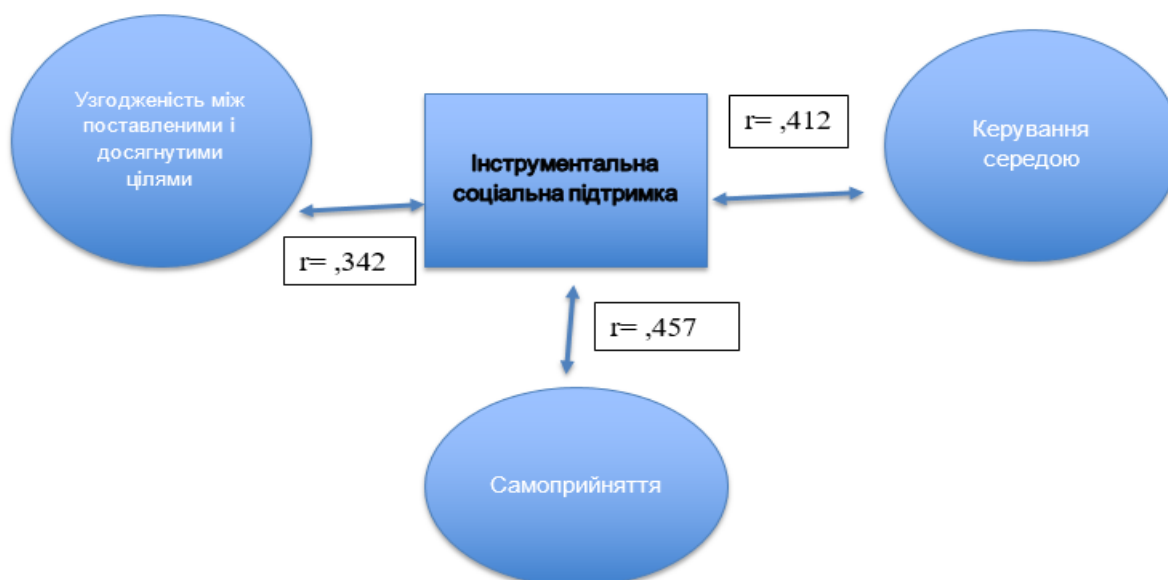 Узгодженість між
поставленими і
досягнутими
цілями
r= ,342
Інструментальна
соціальна підтримка
r= ,412
Керування
середою
r= ,457
Самоприйняття